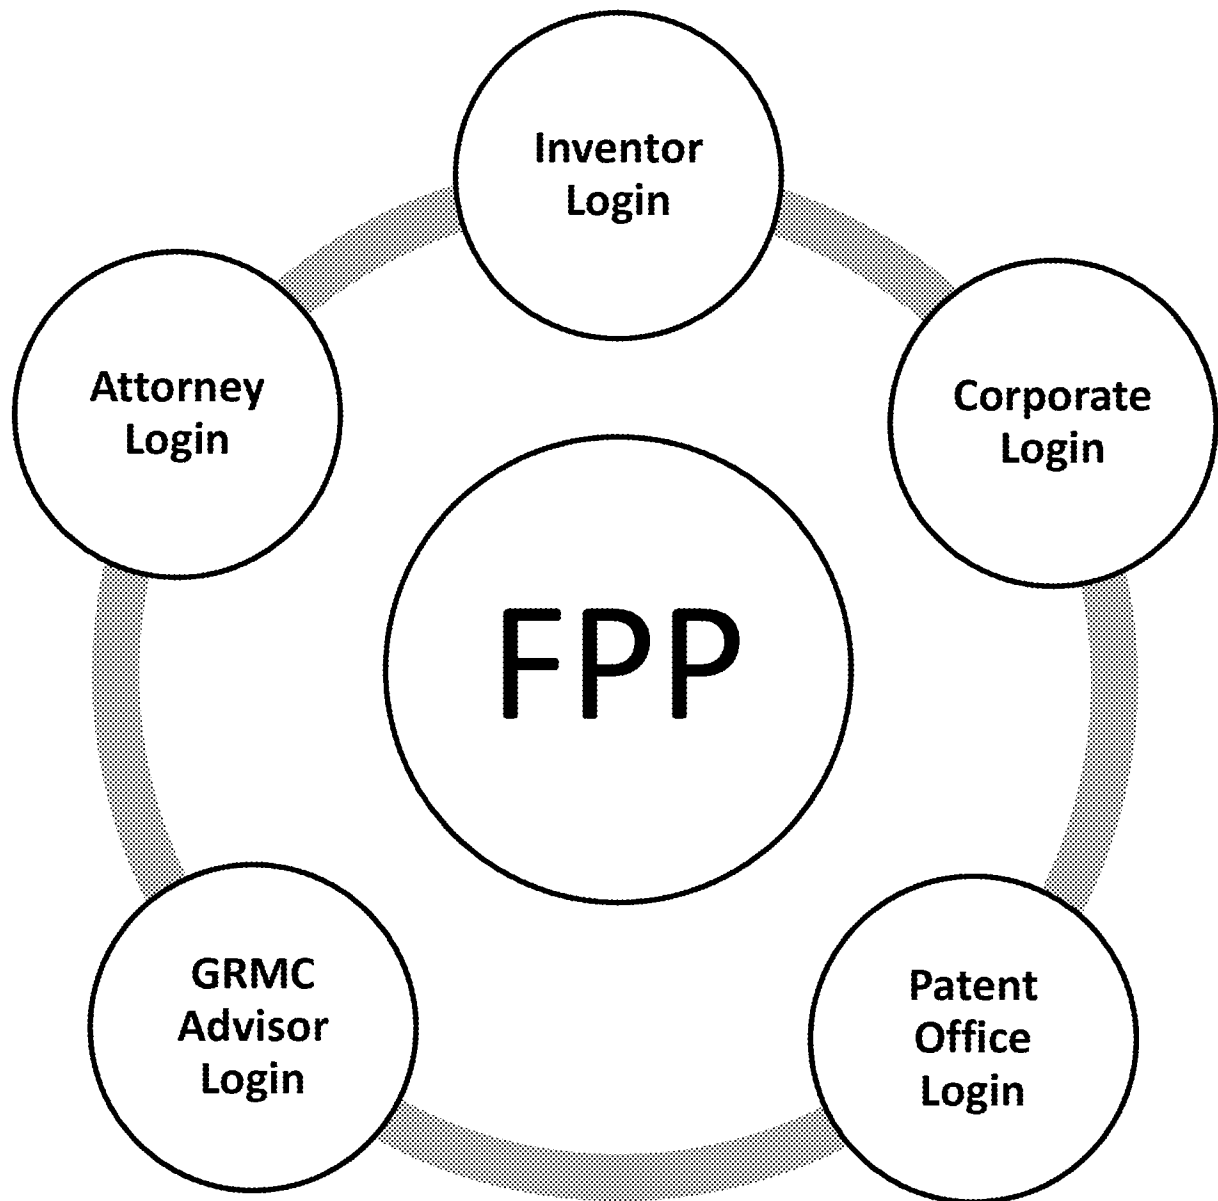 Inventor
Login
Attorney
Login
Corporate
Login
FPP
GRMC
Advisor
Login
Patent
Office
Login